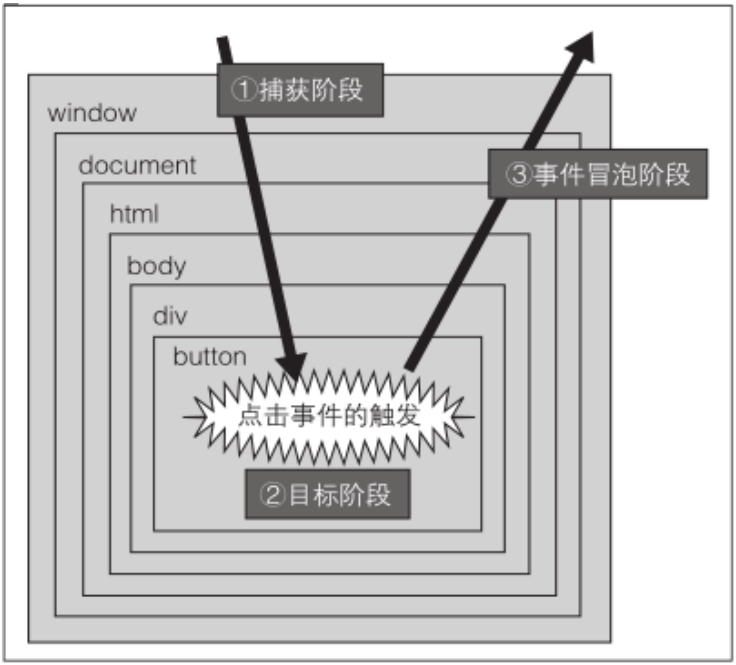 ①捕获阶段
window
document
③事件冒泡阶段
html
body
div
button
点击事件的触发
②目标阶段